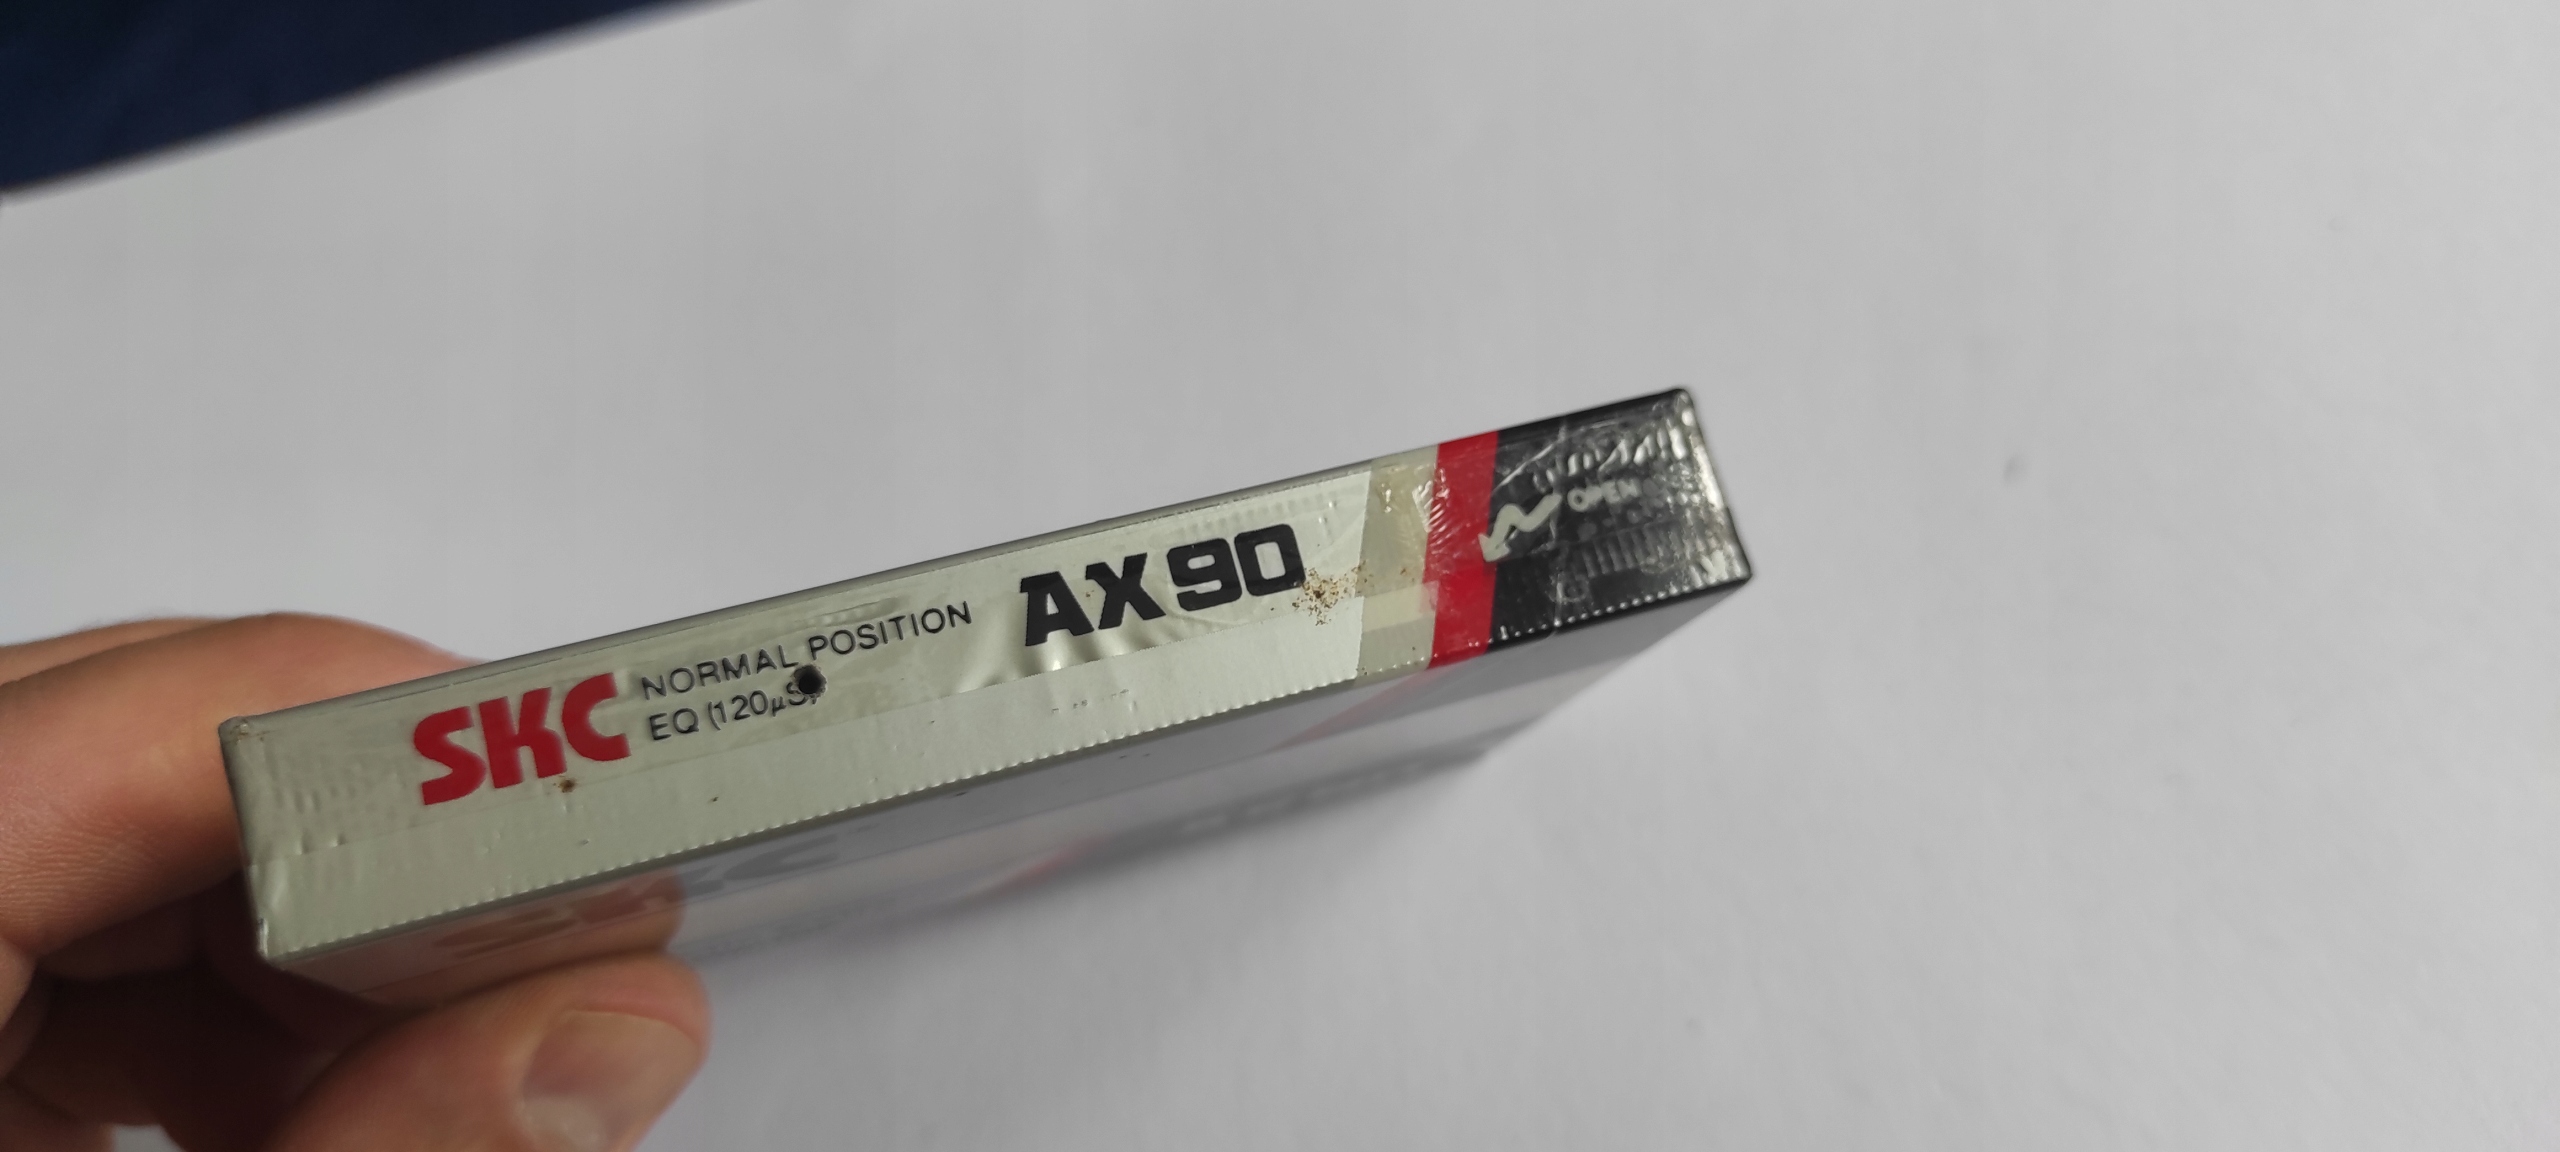 SKC
NORMAL POSITION
EQ (120µS)
AX90
OPEN